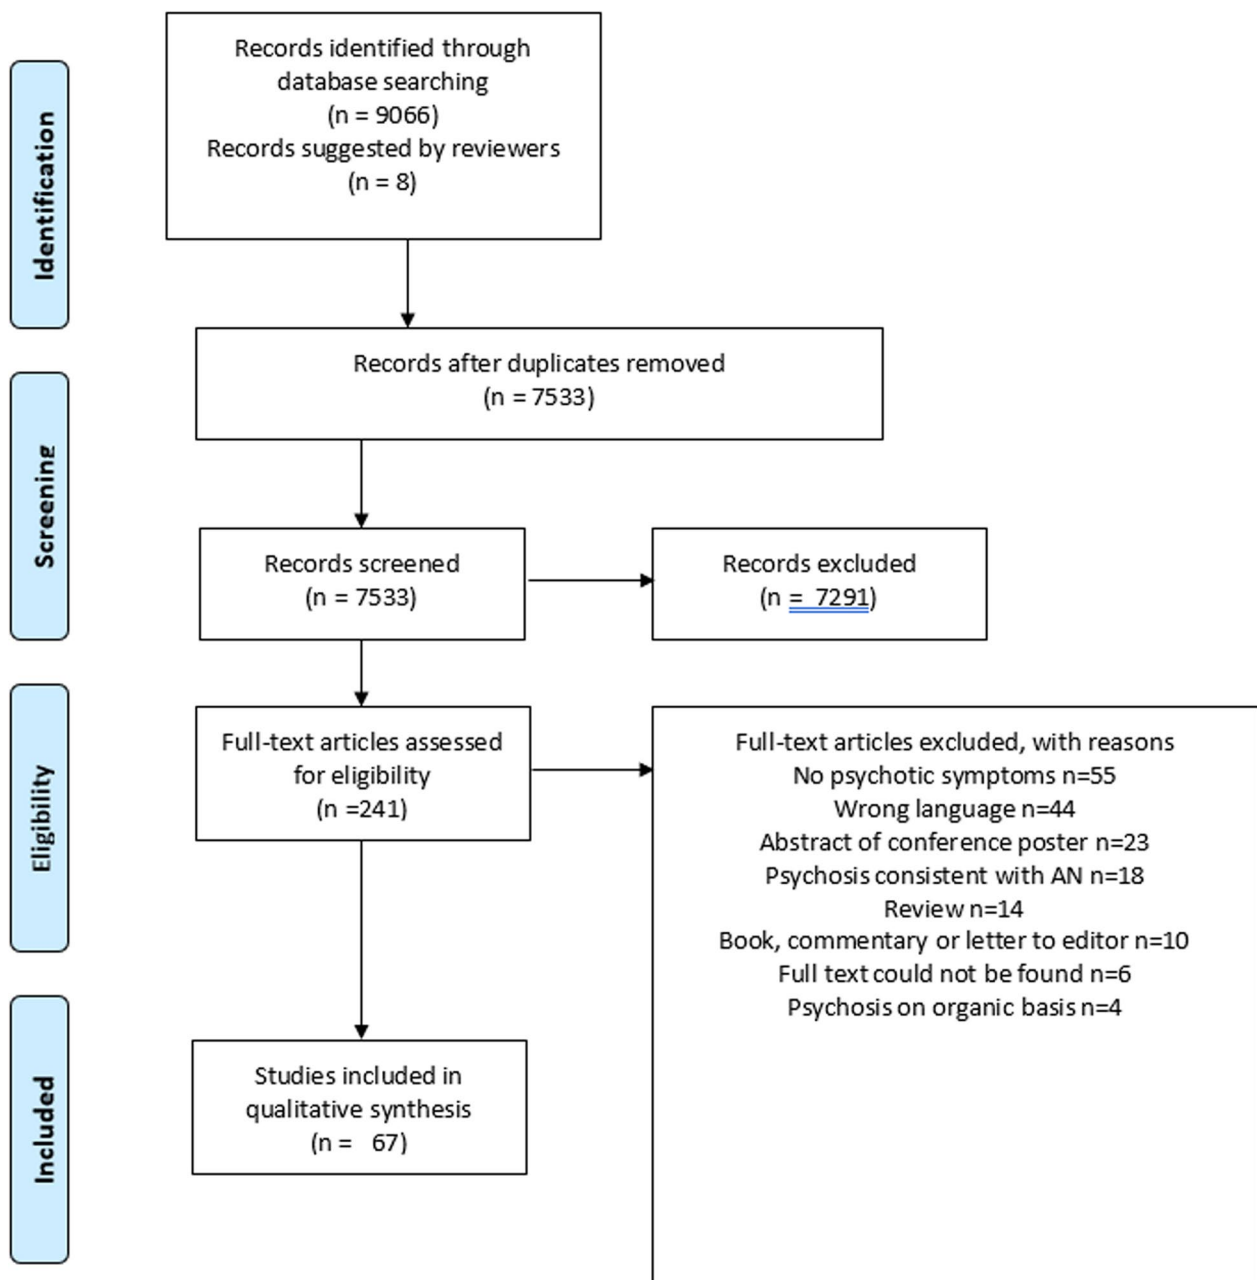 Identification
Records identified through
database searching
(n = 9066)
Records suggested by reviewers
(n = 8)
Records after duplicates removed
(n = 7533)
Screening
Records screened
(n = 7533)
Records excluded
(n = 7291)
Eligibility
Full-text articles assessed
for eligibility
(n =241)
Full-text articles excluded, with reasons
No psychotic symptoms n=55
Wrong language n=44
Abstract of conference poster n=23
Psychosis consistent with AN n=18
Review n=14
Book, commentary or letter to editor n=10
Full text could not be found n=6
Psychosis on organic basis n=4
Included
Studies included in
qualitative synthesis
(n = 67)